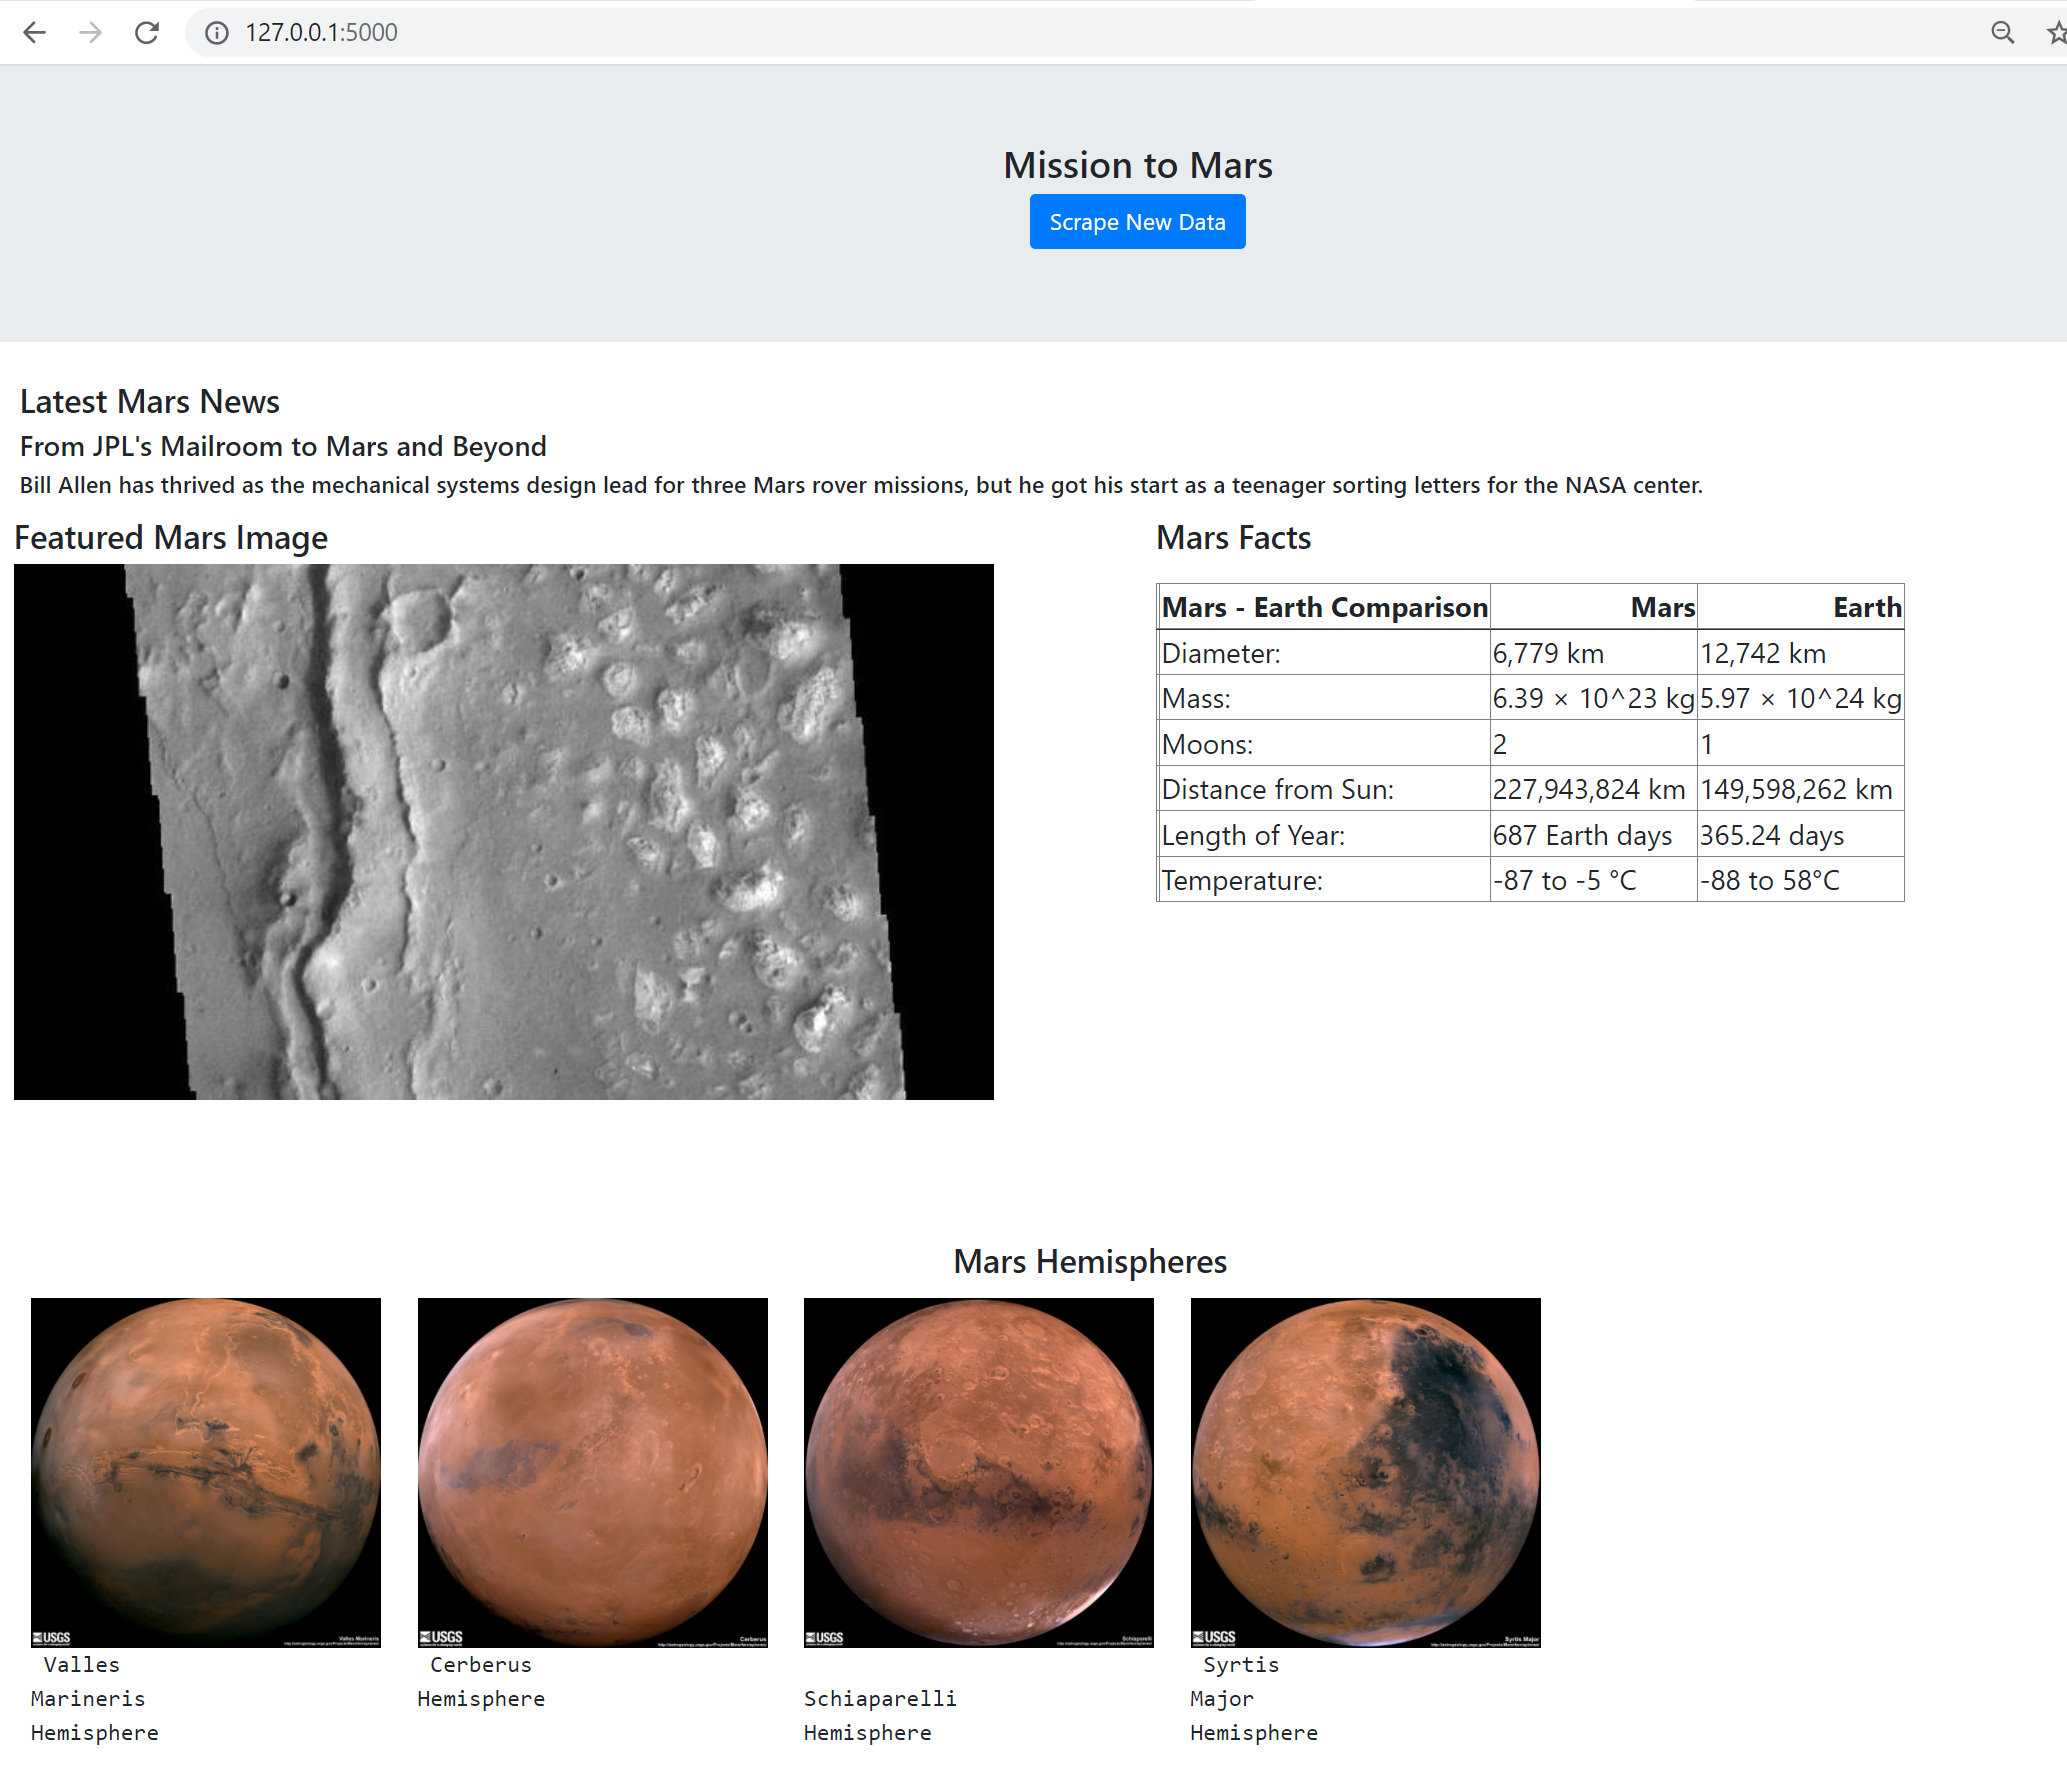 127.0.0.1:5000
Mission to Mars
Scrape New Data
Latest Mars News
From JPL's Mailroom to Mars and Beyond
Bill Allen has thrived as the mechanical systems design lead for three Mars rover missions, but he got his start as a teenager sorting letters for the NASA center.
Featured Mars Image
Mars Facts
Mars - Earth Comparison Mars Earth
Diameter: 6,779 km 12,742 km
Mass: 6.39 × 10^23 kg 5.97 × 10^24 kg
Moons: 2 1
Distance from Sun: 227,943,824 km 149,598,262 km
Length of Year: 687 Earth days 365.24 days
Temperature: -87 to -5 °C -88 to 58°C
Mars Hemispheres
USGS
Valles Marineris
USGS
Cerberus
USGS
Schiaparelli
USGS
Syrtis Major
Valles
Marineris
Hemisphere
Cerberus
Hemisphere
Schiaparelli
Hemisphere
Syrtis
Major
Hemisphere